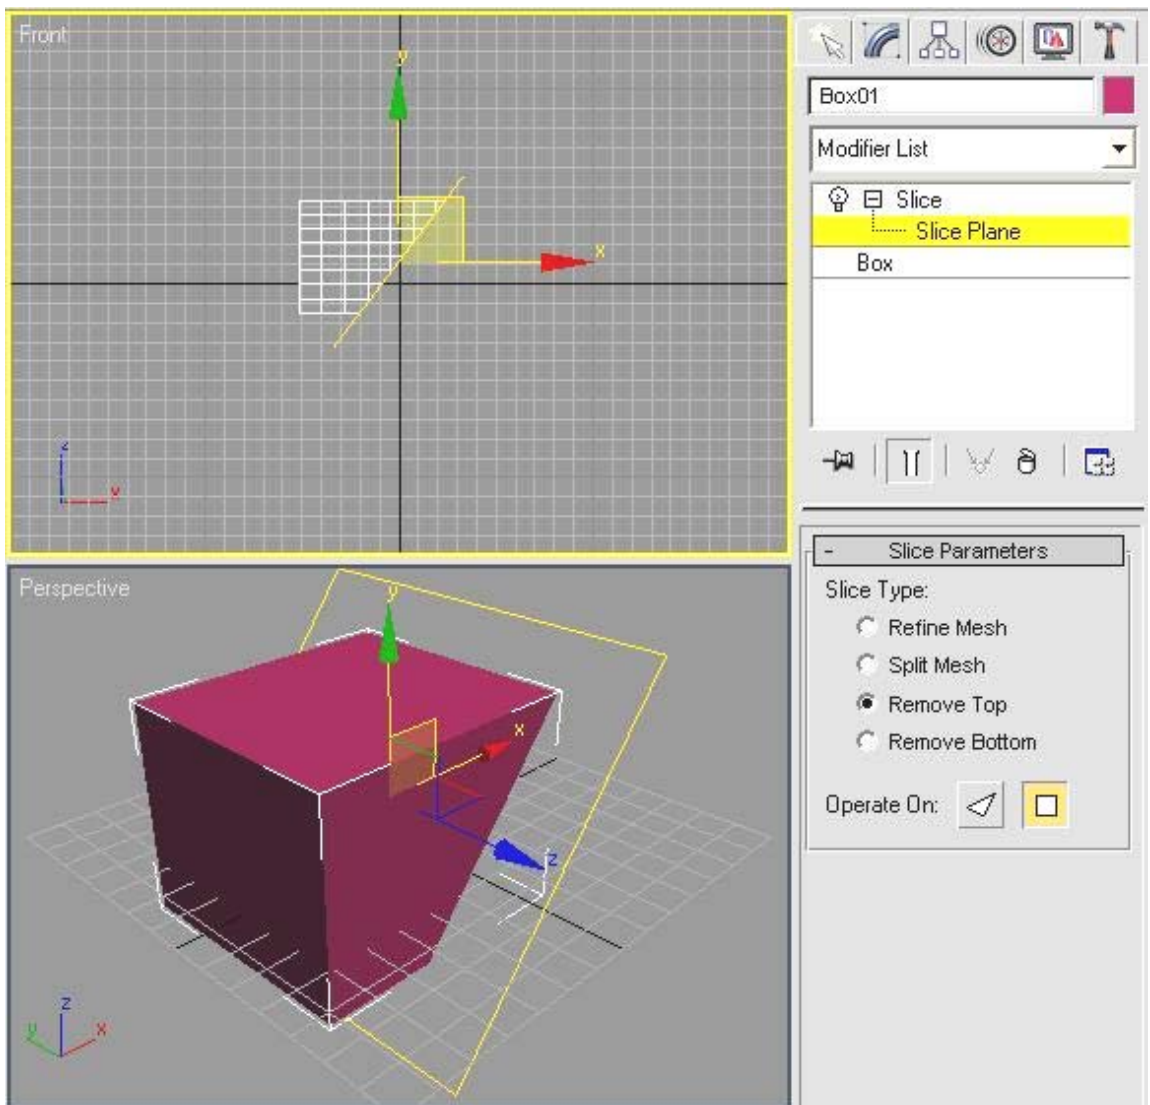 Front
y
x
z
x
Perspective
y
x
z
z
y
x
Box01
Modifier List
Slice
Slice Plane
Box
- Slice Parameters
Slice Type:
Refine Mesh
Split Mesh
Remove Top
Remove Bottom
Operate On: